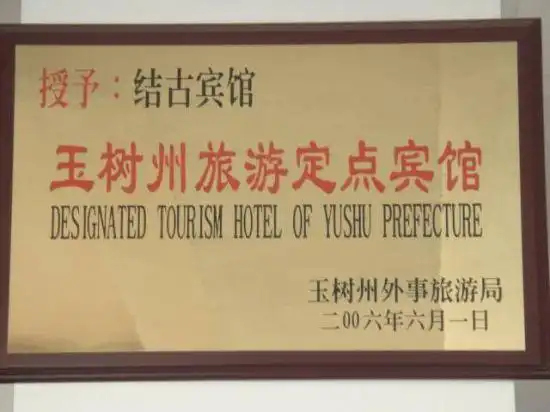 授予：结古宾馆
玉树州旅游定点宾馆
DESIGNATED TOURISM HOTEL OF YUSHU PREFECTURE
玉树州外事旅游局
二00六年六月一日